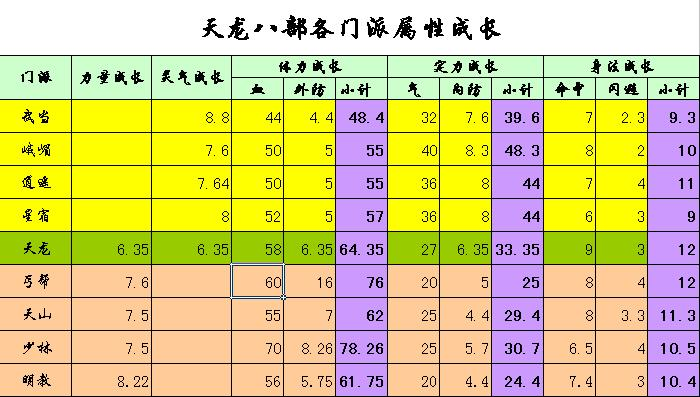 天龙八部各门派属性成长
门派 力量成长 灵气成长 体力成长 定力成长 身法成长
血 外防 小计 气 内防 小计 命中 闪避 小计
武当 8.8 44 4.4 48.4 32 7.6 39.6 7 2.3 9.3
峨嵋 7.6 50 5 55 40 8.3 48.3 8 2 10
逍遥 7.64 50 5 55 36 8 44 7 4 11
星宿 8 52 5 57 36 8 44 6 3 9
天龙 6.35 6.35 58 6.35 64.35 27 6.35 33.35 9 3 12
丐帮 7.6 60 16 76 20 5 25 8 4 12
天山 7.5 55 7 62 25 4.4 29.4 8 3.3 11.3
少林 7.5 70 8.26 78.26 25 5.7 30.7 6.5 4 10.5
明教 8.22 56 5.75 61.75 20 4.4 24.4 7.4 3 10.4